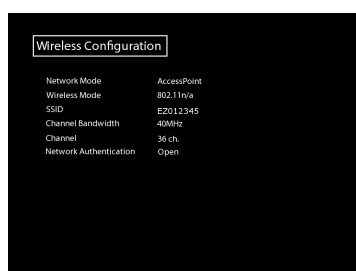 Wireless Configuration
Network Mode AccessPoint
Wireless Mode 802.11n/a
SSID EZ012345
Channel Bandwidth 40MHz
Channel 36 ch.
Network Authentication Open